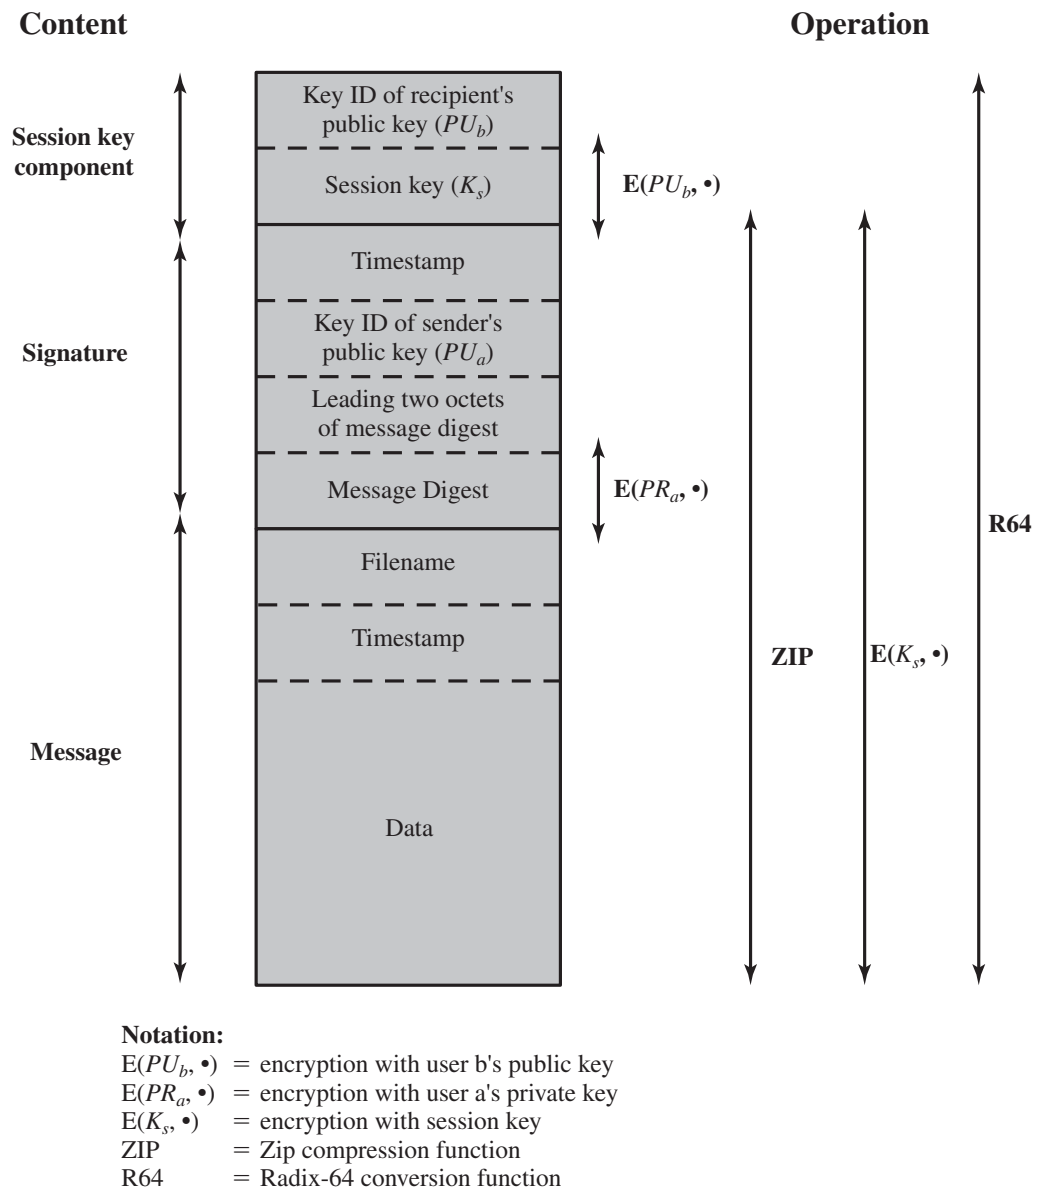 Content
Operation
Key ID of recipient's
public key (PU_b)
Session key
component
Session key (K_s)
E(PU_b, •)
Timestamp
Key ID of sender's
public key (PU_a)
Signature
Leading two octets
of message digest
Message Digest
E(PR_a, •)
R64
Filename
Timestamp
ZIP
E(K_s, •)
Message
Data
Notation:
E(PU_b, •) = encryption with user b's public key
E(PR_a, •) = encryption with user a's private key
E(K_s, •) = encryption with session key
ZIP = Zip compression function
R64 = Radix-64 conversion function